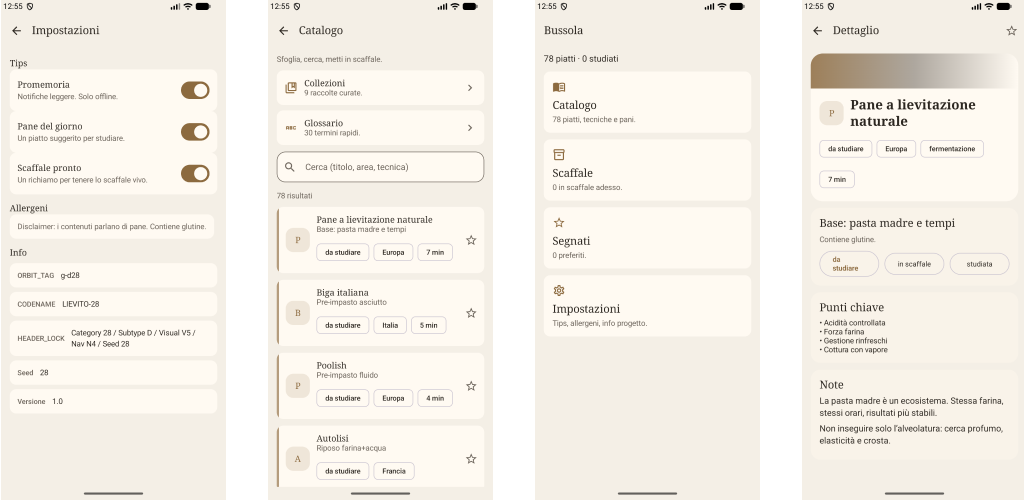 12:55
Impostazioni
Tips
Promemoria
Notifiche leggere. Solo offline.
Pane del giorno
Un piatto suggerito per studiare.
Scaffale pronto
Un richiamo per tenere lo scaffale vivo.
Allergeni
Disclaimer: i contenuti parlano di pane. Contiene glutine.
Info
ORBIT_TAG g-d28
CODENAME LIEVITO-28
HEADER_LOCK Category 28 / Subtype D / Visual V5 /
Nav N4 / Seed 28
Seed 28
Versione 1.0
12:55
Catalogo
Sfoglia, cerca, metti in scaffale.
Collezioni
9 raccolte curate.
ABC
Glossario
30 termini rapidi.
Cerca (titolo, area, tecnica)
78 risultati
P
Pane a lievitazione naturale
Base: pasta madre e tempi
da studiare Europa 7 min
B
Biga italiana
Pre-impasto asciutto
da studiare Italia 5 min
P
Poolish
Pre-impasto fluido
da studiare Europa 4 min
A
Autolisi
Riposo farina+acqua
da studiare Francia
12:55
Bussola
78 piatti · 0 studiati
Catalogo
78 piatti, tecniche e pani.
Scaffale
0 in scaffale adesso.
Segnati
0 preferiti.
Impostazioni
Tips, allergeni, info progetto.
12:55
Dettaglio
P
Pane a lievitazione
naturale
da studiare Europa fermentazione
7 min
Base: pasta madre e tempi
Contiene glutine.
da
studiare
in scaffale
studiata
Punti chiave
• Acidità controllata
• Forza farina
• Gestione rinfreschi
• Cottura con vapore
Note
La pasta madre è un ecosistema. Stessa farina,
stessi orari, risultati più stabili.
Non inseguire solo l'alveolatura: cerca profumo,
elasticità e crosta.